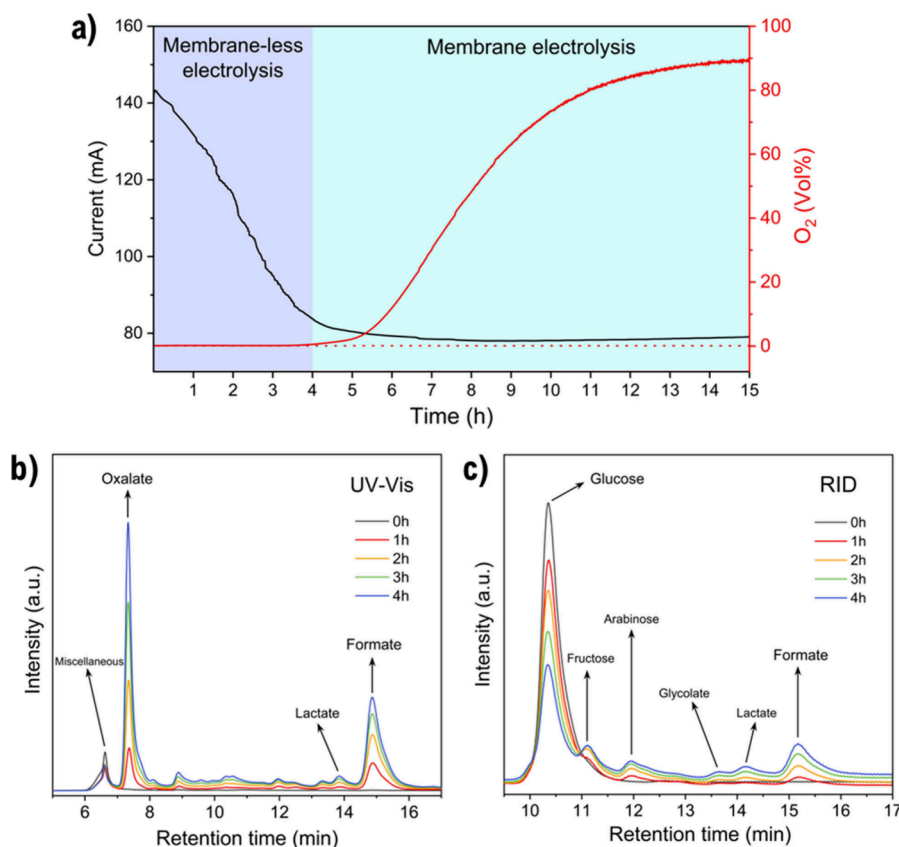 a)
Membrane-less
electrolysis
Membrane electrolysis
160
140
120
100
80
Current (mA)
100
80
60
40
20
0
O₂ (Vol%)
1 2 3 4 5 6 7 8 9 10 11 12 13 14 15
Time (h)
b)
Oxalate
UV-Vis
0h
1h
2h
3h
4h
Miscellaneous
Lactate
Formate
Intensity (a.u.)
6 8 10 12 14 16
Retention time (min)
c)
Glucose
RID
0h
1h
2h
3h
4h
Fructose
Arabinose
Glycolate
Lactate
Formate
Intensity (a.u.)
10 11 12 13 14 15 16 17
Retention time (min)